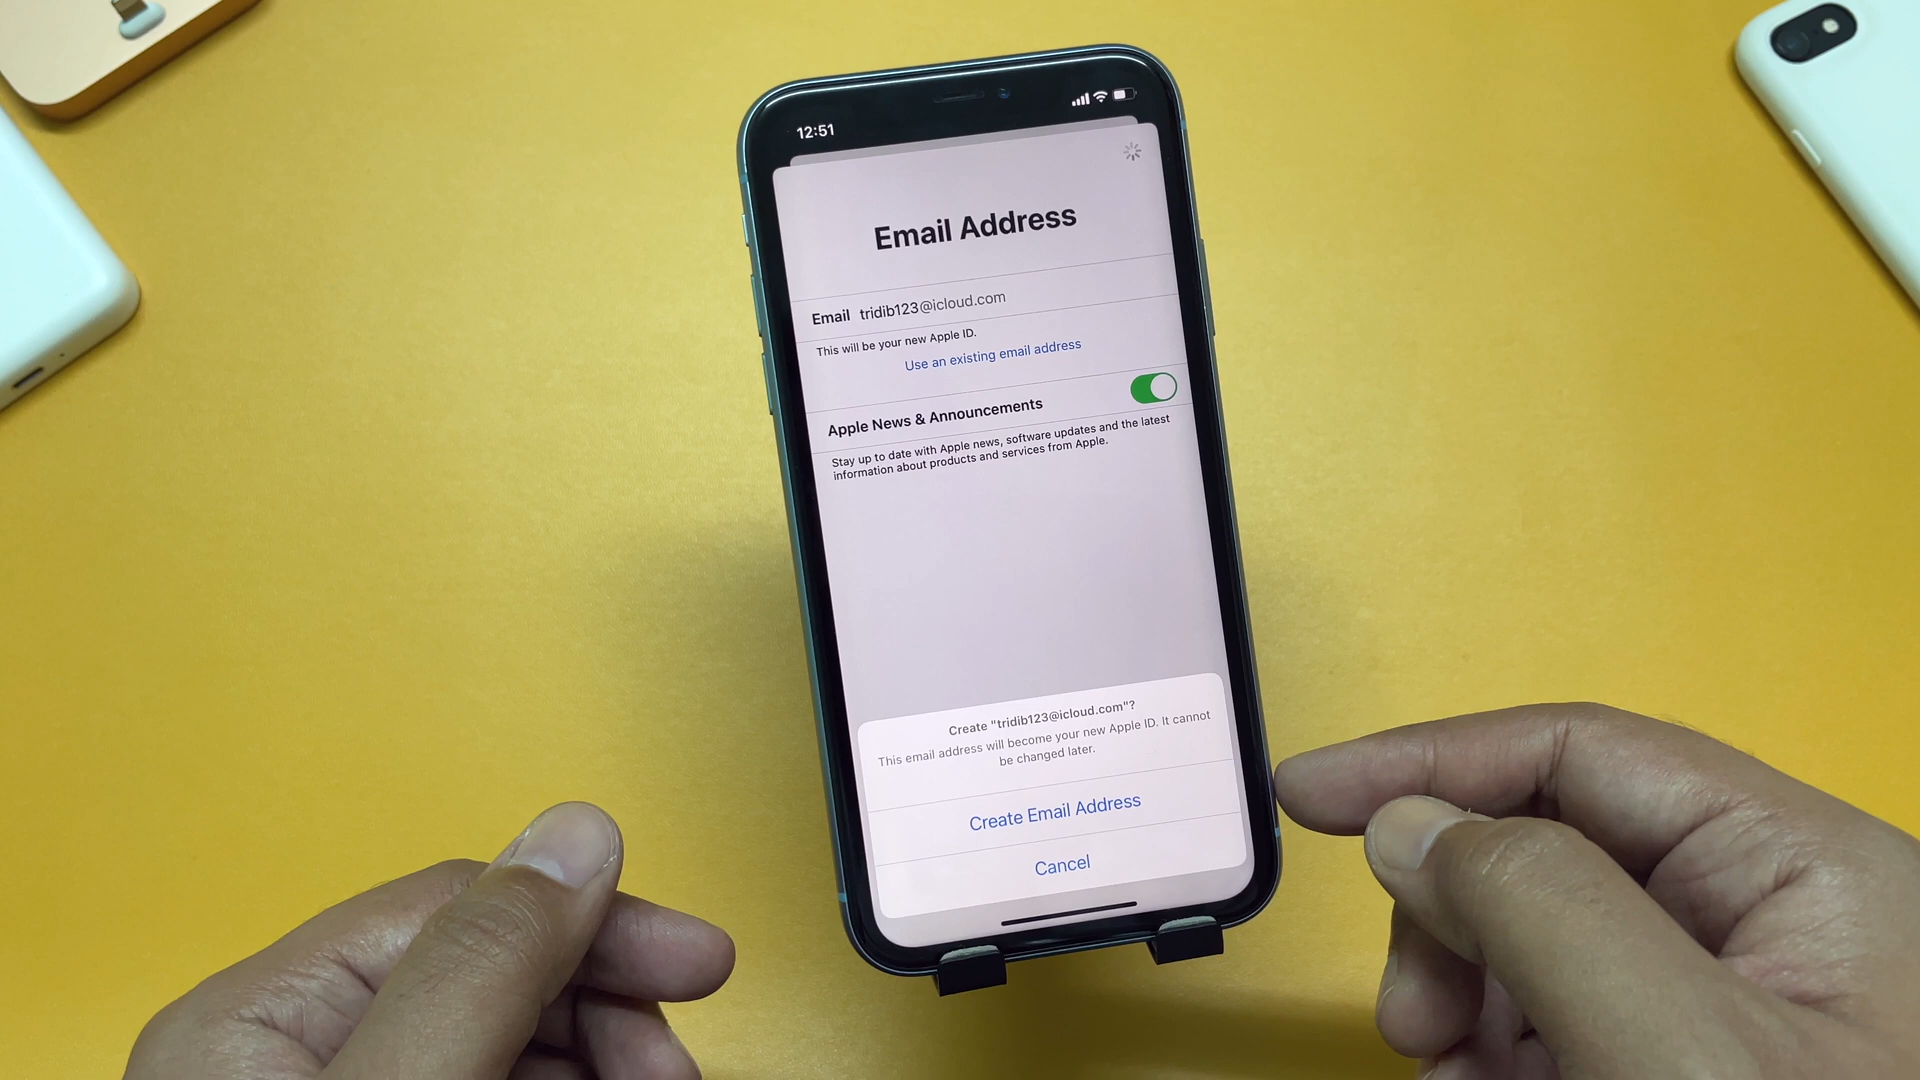 12:51
Email Address
Email tridib123@icloud.com
This will be your new Apple ID.
Use an existing email address
Apple News & Announcements
Stay up to date with Apple news, software updates and the latest
information about products and services from Apple.
Create "tridib123@icloud.com"?
This email address will become your new Apple ID. It cannot
be changed later.
Create Email Address
Cancel